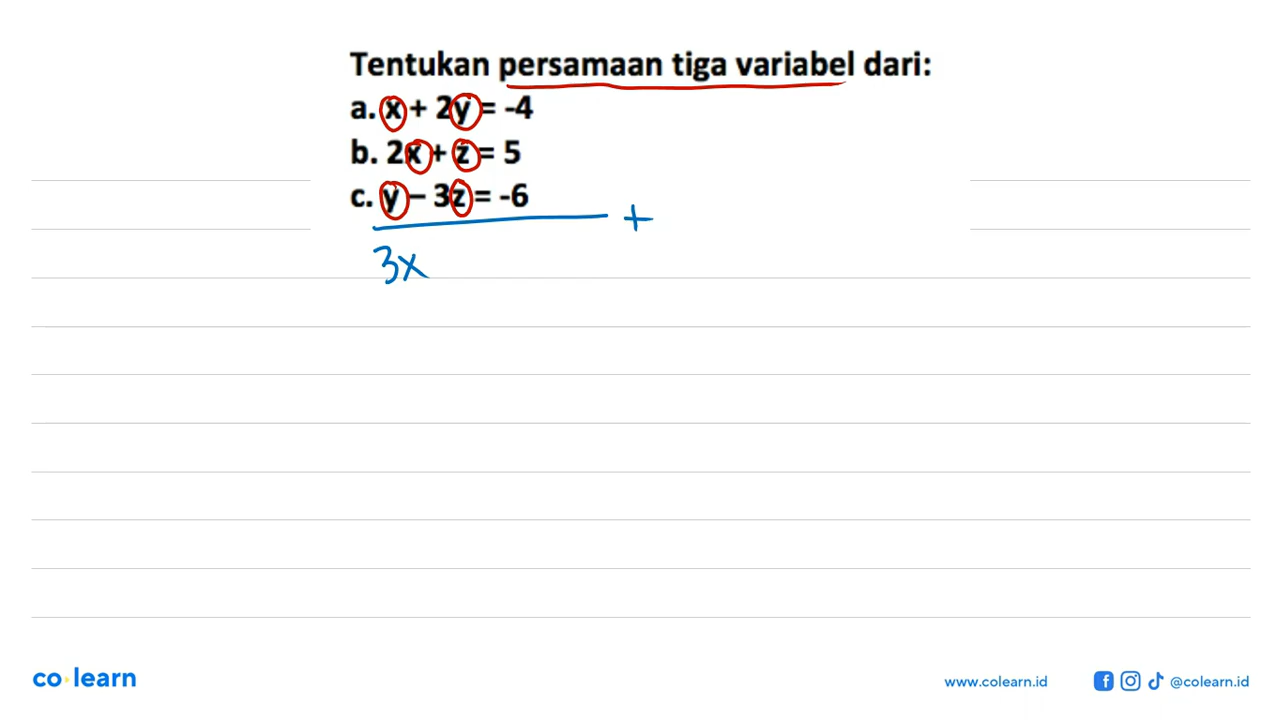 Tentukan persamaan tiga variabel dari:
a. x + 2y = -4
b. 2x + z = 5
c. y – 3z = -6
+
3x
co·learn
www.colearn.id @colearn.id